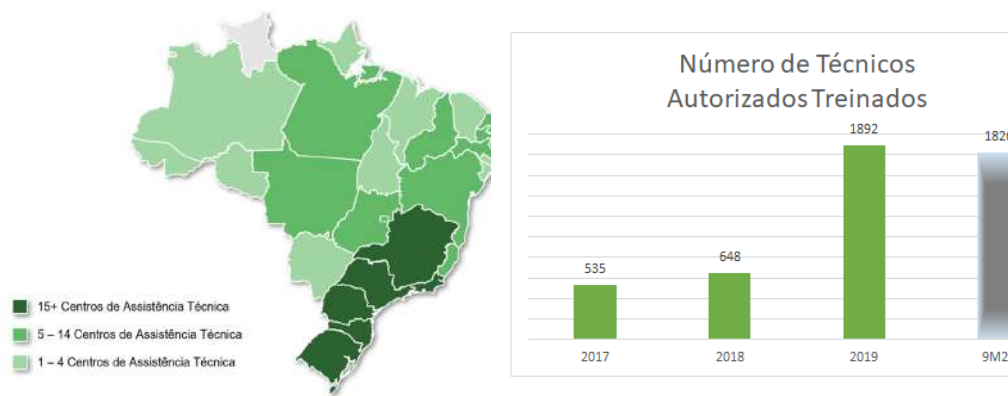 15+ Centros de Assistência Técnica
5 – 14 Centros de Assistência Técnica
1 – 4 Centros de Assistência Técnica
Número de Técnicos
Autorizados Treinados
1892
648
535
2017
2018
2019